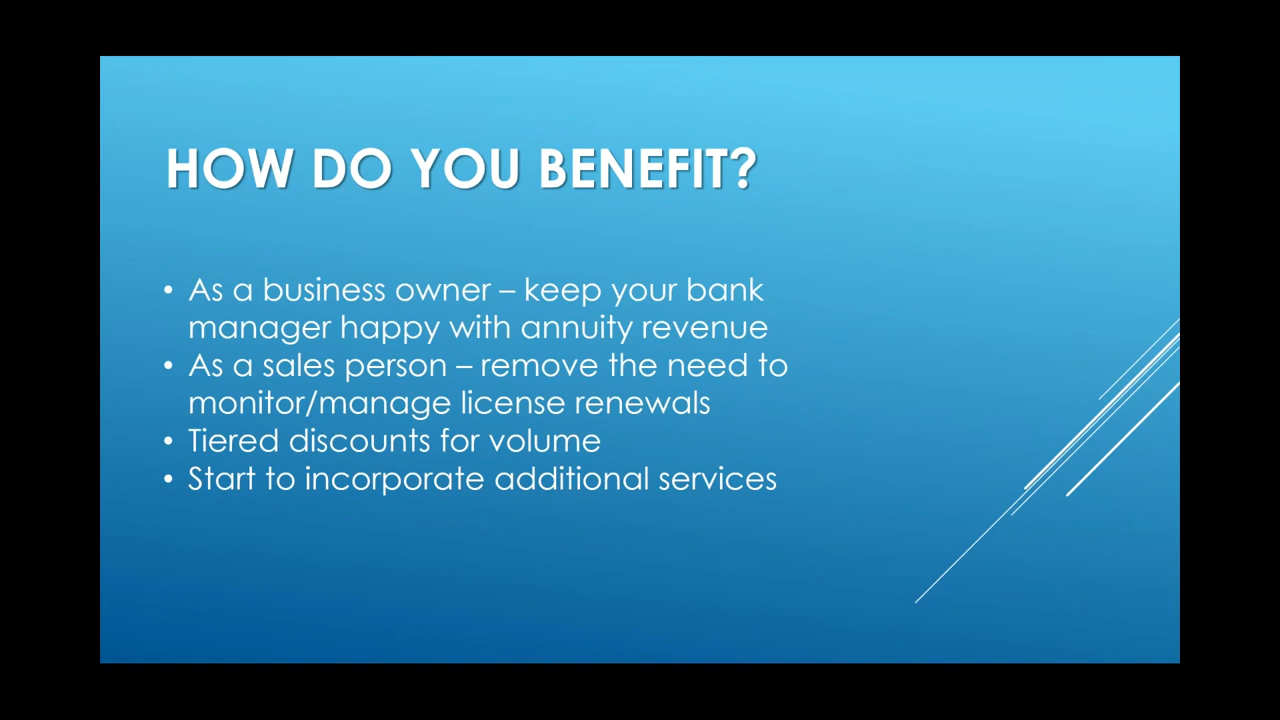 HOW DO YOU BENEFIT?
• As a business owner – keep your bank
manager happy with annuity revenue
• As a sales person – remove the need to
monitor/manage license renewals
• Tiered discounts for volume
• Start to incorporate additional services